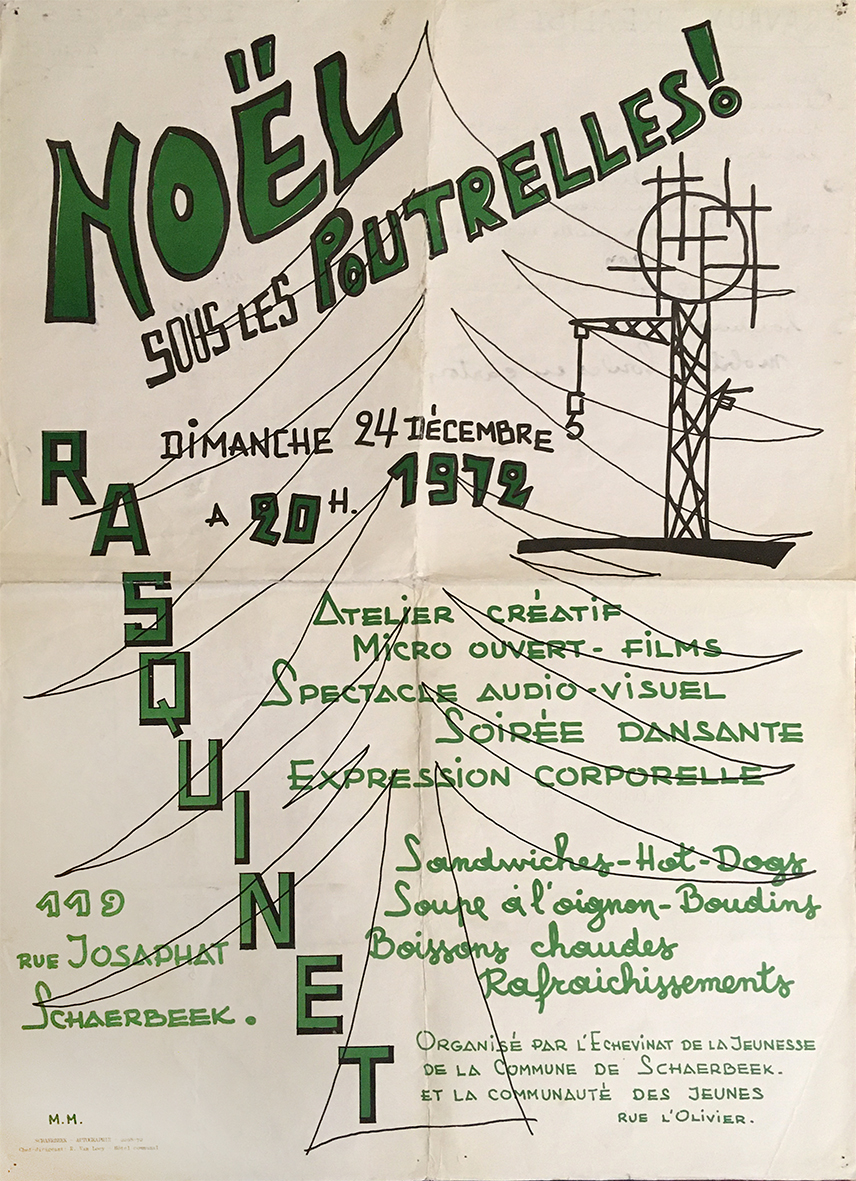 NOËL
SOUS LES POUTRELLES!
DIMANCHE 24 DÉCEMBRE
A 20 H. 1972
RASQUINET
ATELIER CRÉATIF
MICRO OUVERT - FILMS
SPECTACLE AUDIO-VISUEL
SOIRÉE DANSANTE
EXPRESSION CORPORELLE
Sandwiches-Hot-Dogs
Soupe à l'oignon-Boudins
Boissons chaudes
Rafraichissements
119
RUE JOSAPHAT
SCHAERBEEK.
ORGANISÉ PAR L'ECHEVINAT DE LA JEUNESSE
DE LA COMMUNE DE SCHAERBEEK.
ET LA COMMUNAUTÉ DES JEUNES
RUE L'OLIVIER.
M.M.